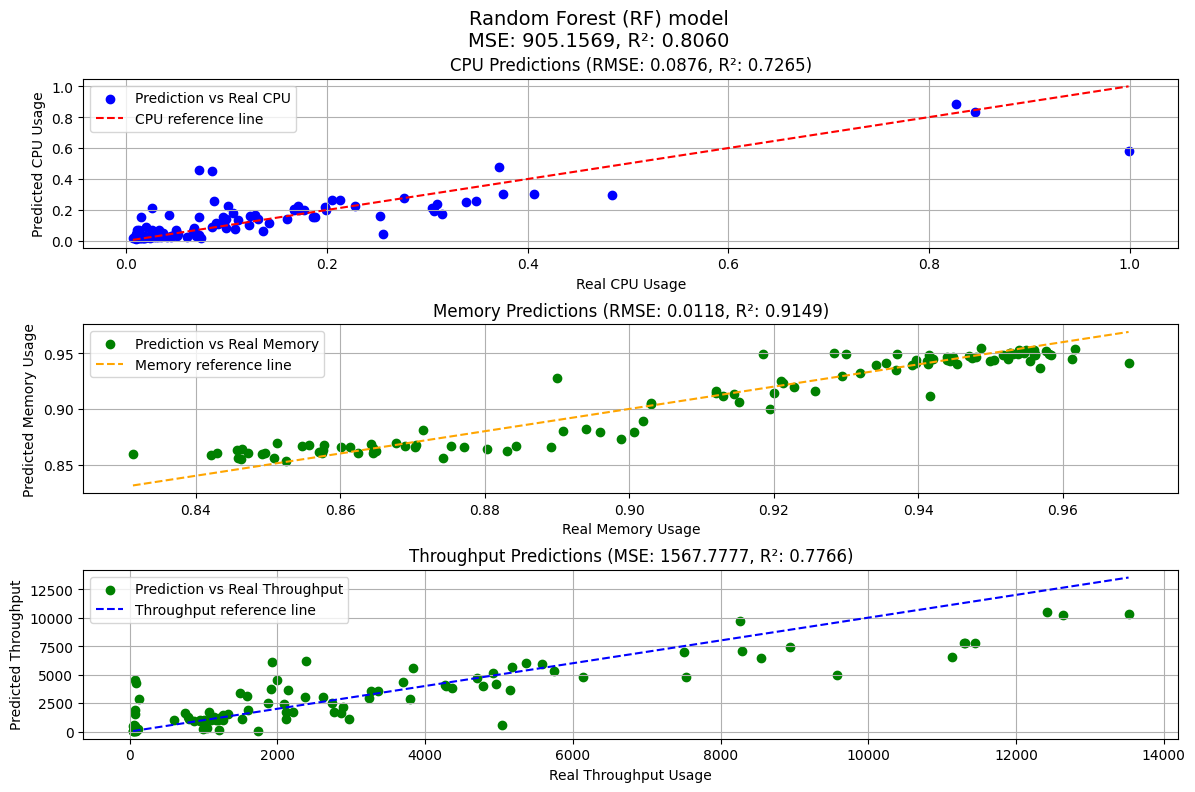 Random Forest (RF) model
MSE: 905.1569, R²: 0.8060
CPU Predictions (RMSE: 0.0876, R²: 0.7265)
Predicted CPU Usage
1.0
0.8
0.6
0.4
0.2
0.0
Prediction vs Real CPU
CPU reference line
0.0 0.2 0.4 0.6 0.8 1.0
Real CPU Usage
Memory Predictions (RMSE: 0.0118, R²: 0.9149)
Predicted Memory Usage
0.95
0.90
0.85
Prediction vs Real Memory
Memory reference line
0.84 0.86 0.88 0.90 0.92 0.94 0.96
Real Memory Usage
Throughput Predictions (MSE: 1567.7777, R²: 0.7766)
Predicted Throughput
12500
10000
7500
5000
2500
0
Prediction vs Real Throughput
Throughput reference line
0 2000 4000 6000 8000 10000 12000 14000
Real Throughput Usage